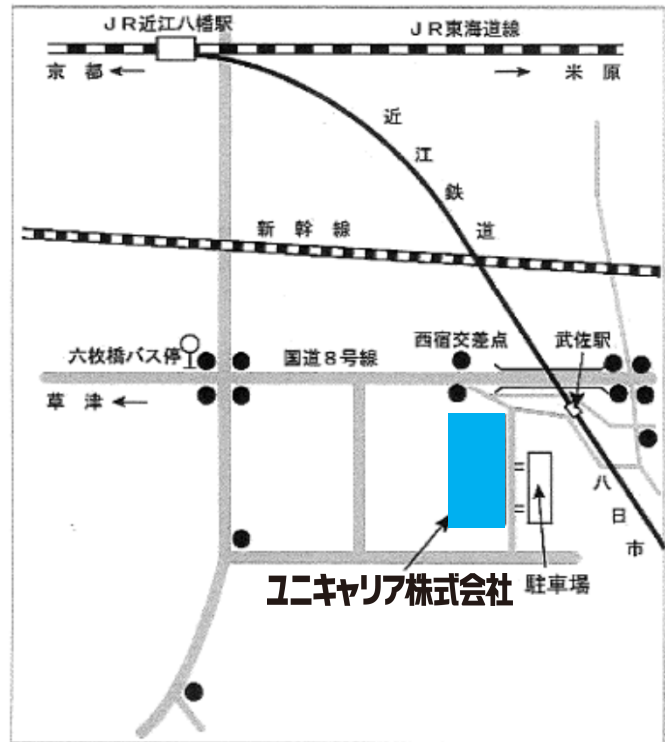 JR近江八幡駅
JR東海道線
京都←
→米原
近江鉄道
新幹線
六枚橋バス停
国道8号線
西宿交差点
武佐駅
草津←
八日市
ユニキャリア株式会社
駐車場